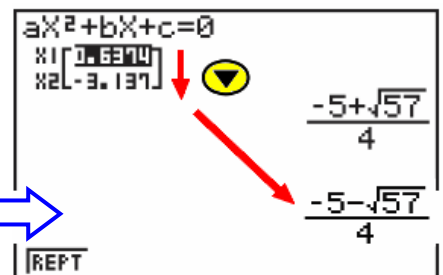 aX²+bX+c=0
X1[ 0.6374 ]
X2[ -3.137 ]
-5+√57
4
-5-√57
4
REPT